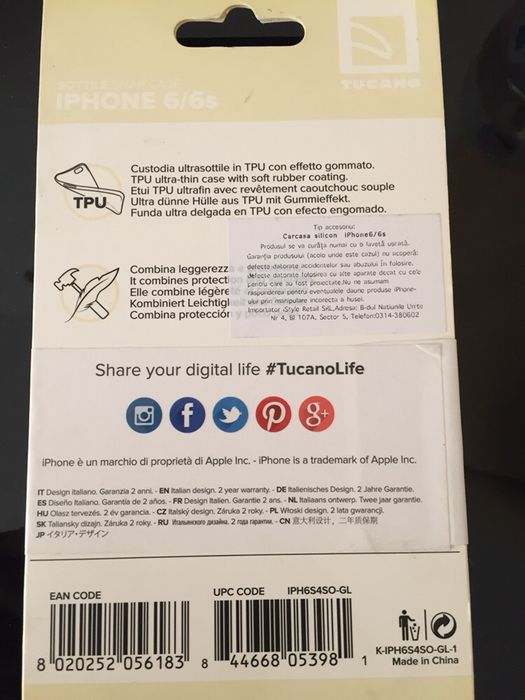 TUCANO
SOTTILE SNAP CASE
IPHONE 6/6s
TPU
Custodia ultrasottile in TPU con effetto gommato.
TPU ultra-thin case with soft rubber coating.
Etui TPU ultrafin avec revêtement caoutchouc souple
Ultra dünne Hülle aus TPU mit Gummieffekt.
Funda ultra delgada en TPU con efecto engomado.
Combina leggerezza e
It combines protect
Elle combine légère
Kombiniert Leichtig
Combina protección y
Tip accesoriu:
Carcasa silicon iPhone6/6s
Produsul se va curăţa numai cu o lavetă uscată.
Garanţia produsului (acolo unde este cazul) nu acoperă:
defecte datorate accidentelor sau abuzului în folosire,
defecte datorate folosirea cu alte aparate decat cu cele
pentru care au fost proiectate.Nu ne asumam
raspunderea pentru eventualele daune produse iPhone-
ului prin manipulare incorecta a husei.
Importator iStyle Retail SRL,Adresa: B-dul Natiunile Unite
Nr 4, Bl 107A, Sector 5, Telefon:0314-380602
Share your digital life #TucanoLife
iPhone è un marchio di proprietà di Apple Inc. - iPhone is a trademark of Apple Inc.
IT Design italiano. Garanzia 2 anni. - EN Italian design. 2 year warranty. - DE Italienisches Design. 2 Jahre Garantie.
ES Diseño Italiano. Garantía de 2 años. - FR Design Italien. Garantie 2 ans. - NL Italiaans ontwerp. Twee jaar garantie.
HU Olasz tervezés. 2 év garancia. - CZ Italský design. Záruka 2 roky. - PL Włoski design. 2 lata gwarancji.
SK Taliansky dizajn. Záruka 2 roky. - RU Итальянского дизайна. 2 года гарантии. - CN 意大利设计，二年质保期
JP イタリア・デザイン
EAN CODE
UPC CODE IPH6S4SO-GL
8 020252 056183
8 44668 05398 1
K-IPH6S4SO-GL-1
Made in China